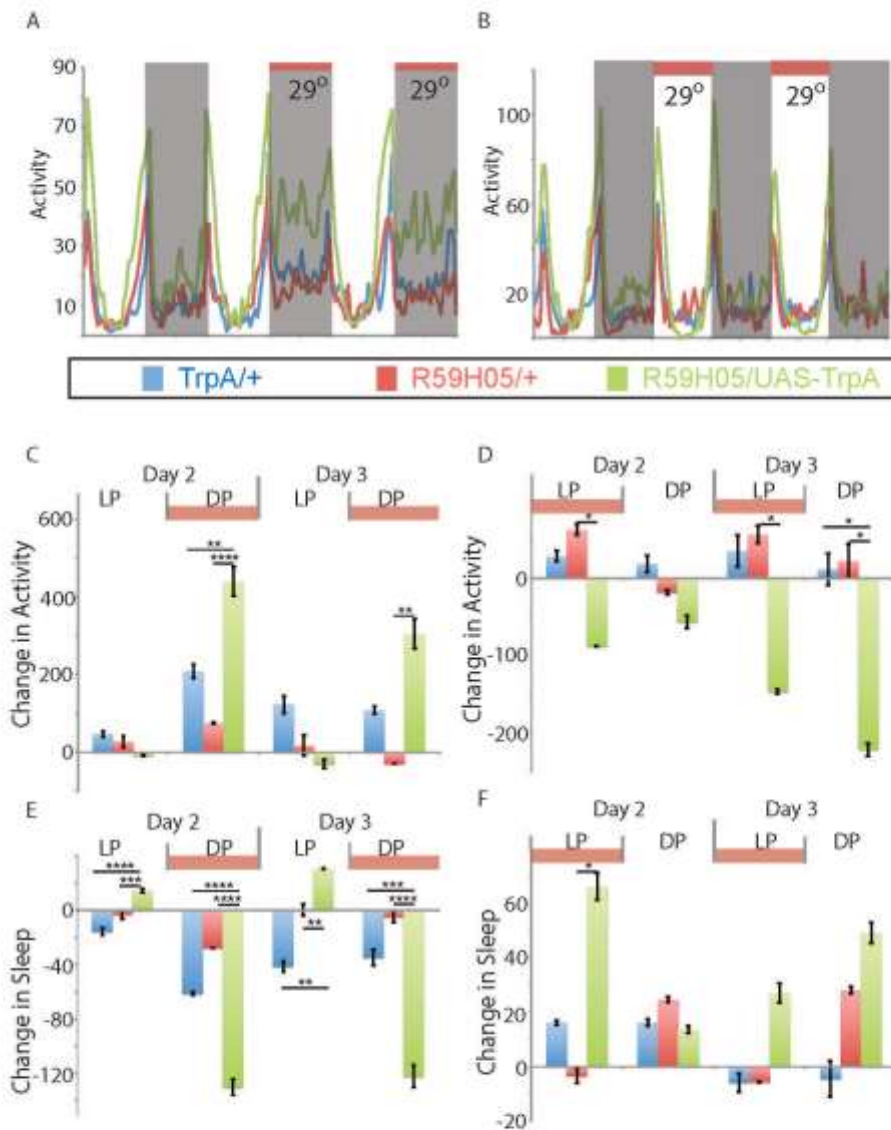 A
B
90
70
50
30
10
Activity
29°
29°
100
60
20
Activity
29°
29°
TrpA/+
R59H05/+
R59H05/UAS-TrpA
C
Day 2
Day 3
LP
DP
LP
DP
600
400
200
0
Change in Activity
**
****
**
D
Day 2
Day 3
LP
DP
LP
DP
0
-100
-200
Change in Activity
*
*
*
*
E
Day 2
Day 3
LP
DP
LP
DP
0
-40
-80
-120
Change in Sleep
****
***
****
****
**
**
***
****
F
Day 2
Day 3
LP
DP
LP
DP
60
40
20
0
-20
Change in Sleep
*